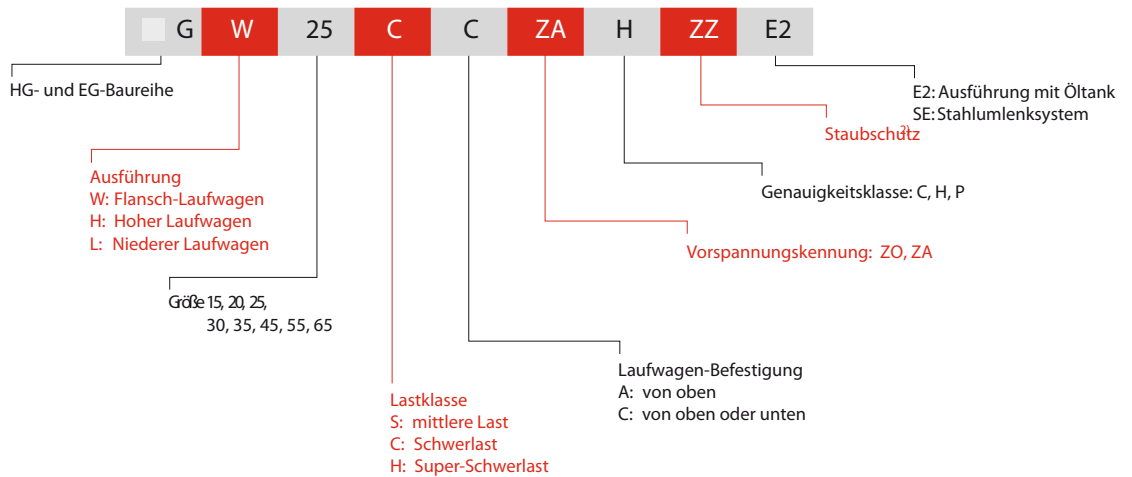 G W 25 C C ZA H ZZ E2
HG- und EG-Baureihe
E2: Ausführung mit Öltank
SE: Stahlumlenksystem
Staubschutz 2)
Ausführung
W: Flansch-Laufwagen
H: Hoher Laufwagen
L: Niederer Laufwagen
Genauigkeitsklasse: C, H, P
Vorspannungskennung: ZO, ZA
Größe 15, 20, 25,
30, 35, 45, 55, 65
Laufwagen-Befestigung
A: von oben
C: von oben oder unten
Lastklasse
S: mittlere Last
C: Schwerlast
H: Super-Schwerlast